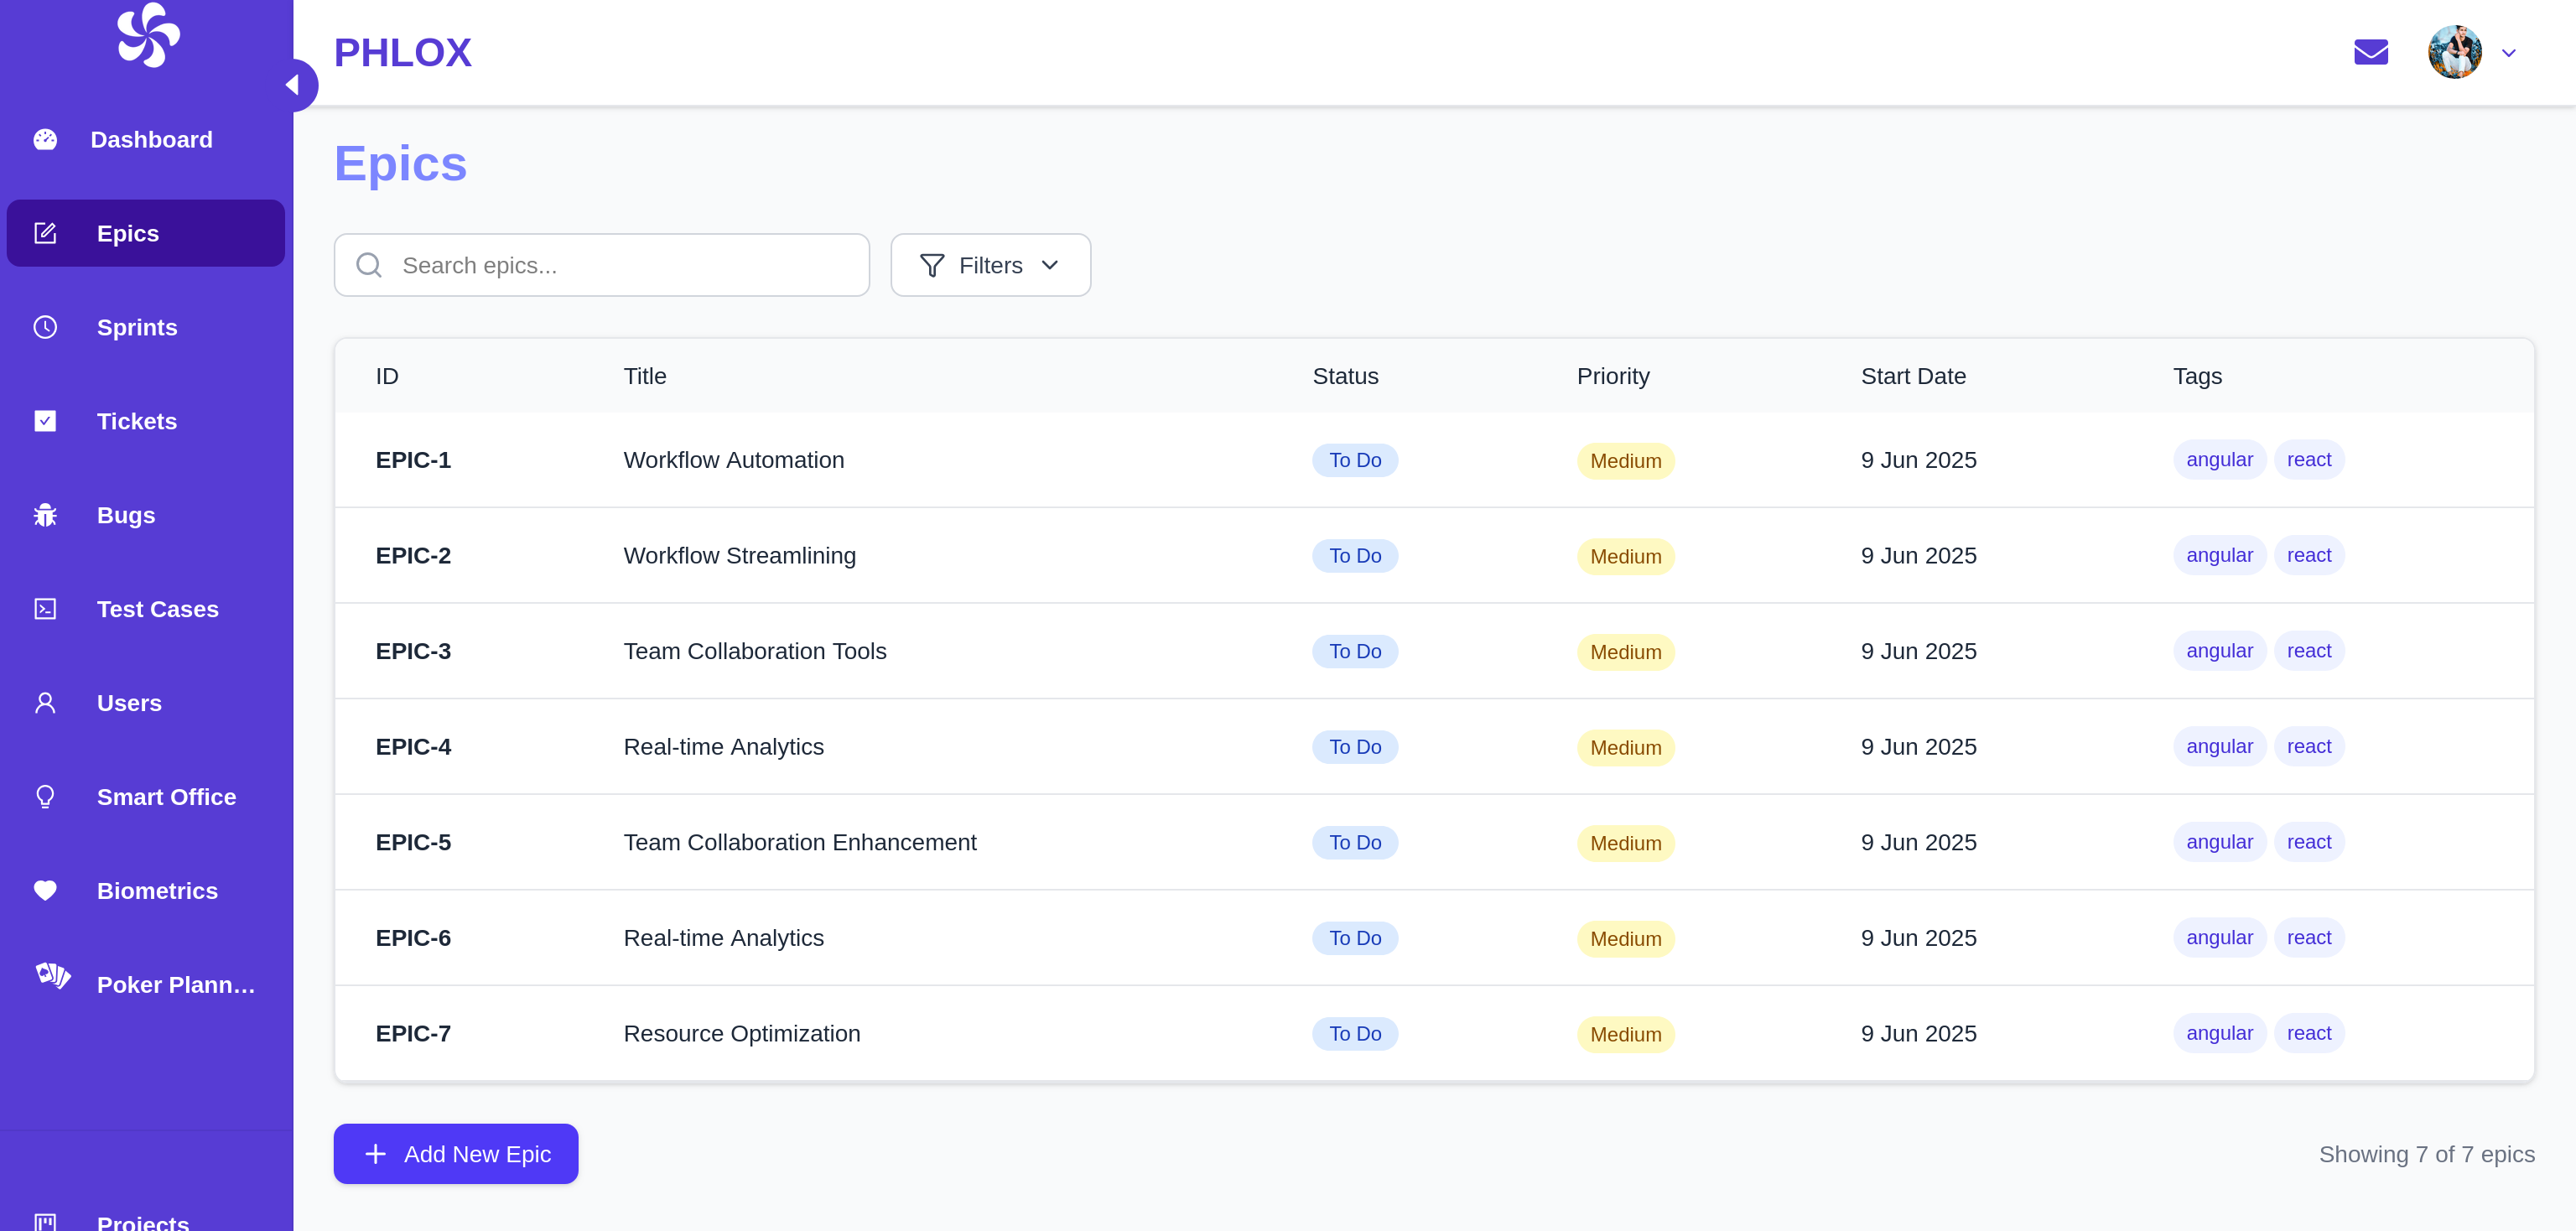 PHLOX
Dashboard
Epics
Sprints
Tickets
Bugs
Test Cases
Users
Smart Office
Biometrics
Poker Plann…
Projects
Epics
Search epics...
Filters
ID Title Status Priority Start Date Tags
EPIC-1 Workflow Automation To Do Medium 9 Jun 2025 angular react
EPIC-2 Workflow Streamlining To Do Medium 9 Jun 2025 angular react
EPIC-3 Team Collaboration Tools To Do Medium 9 Jun 2025 angular react
EPIC-4 Real-time Analytics To Do Medium 9 Jun 2025 angular react
EPIC-5 Team Collaboration Enhancement To Do Medium 9 Jun 2025 angular react
EPIC-6 Real-time Analytics To Do Medium 9 Jun 2025 angular react
EPIC-7 Resource Optimization To Do Medium 9 Jun 2025 angular react
Add New Epic
Showing 7 of 7 epics